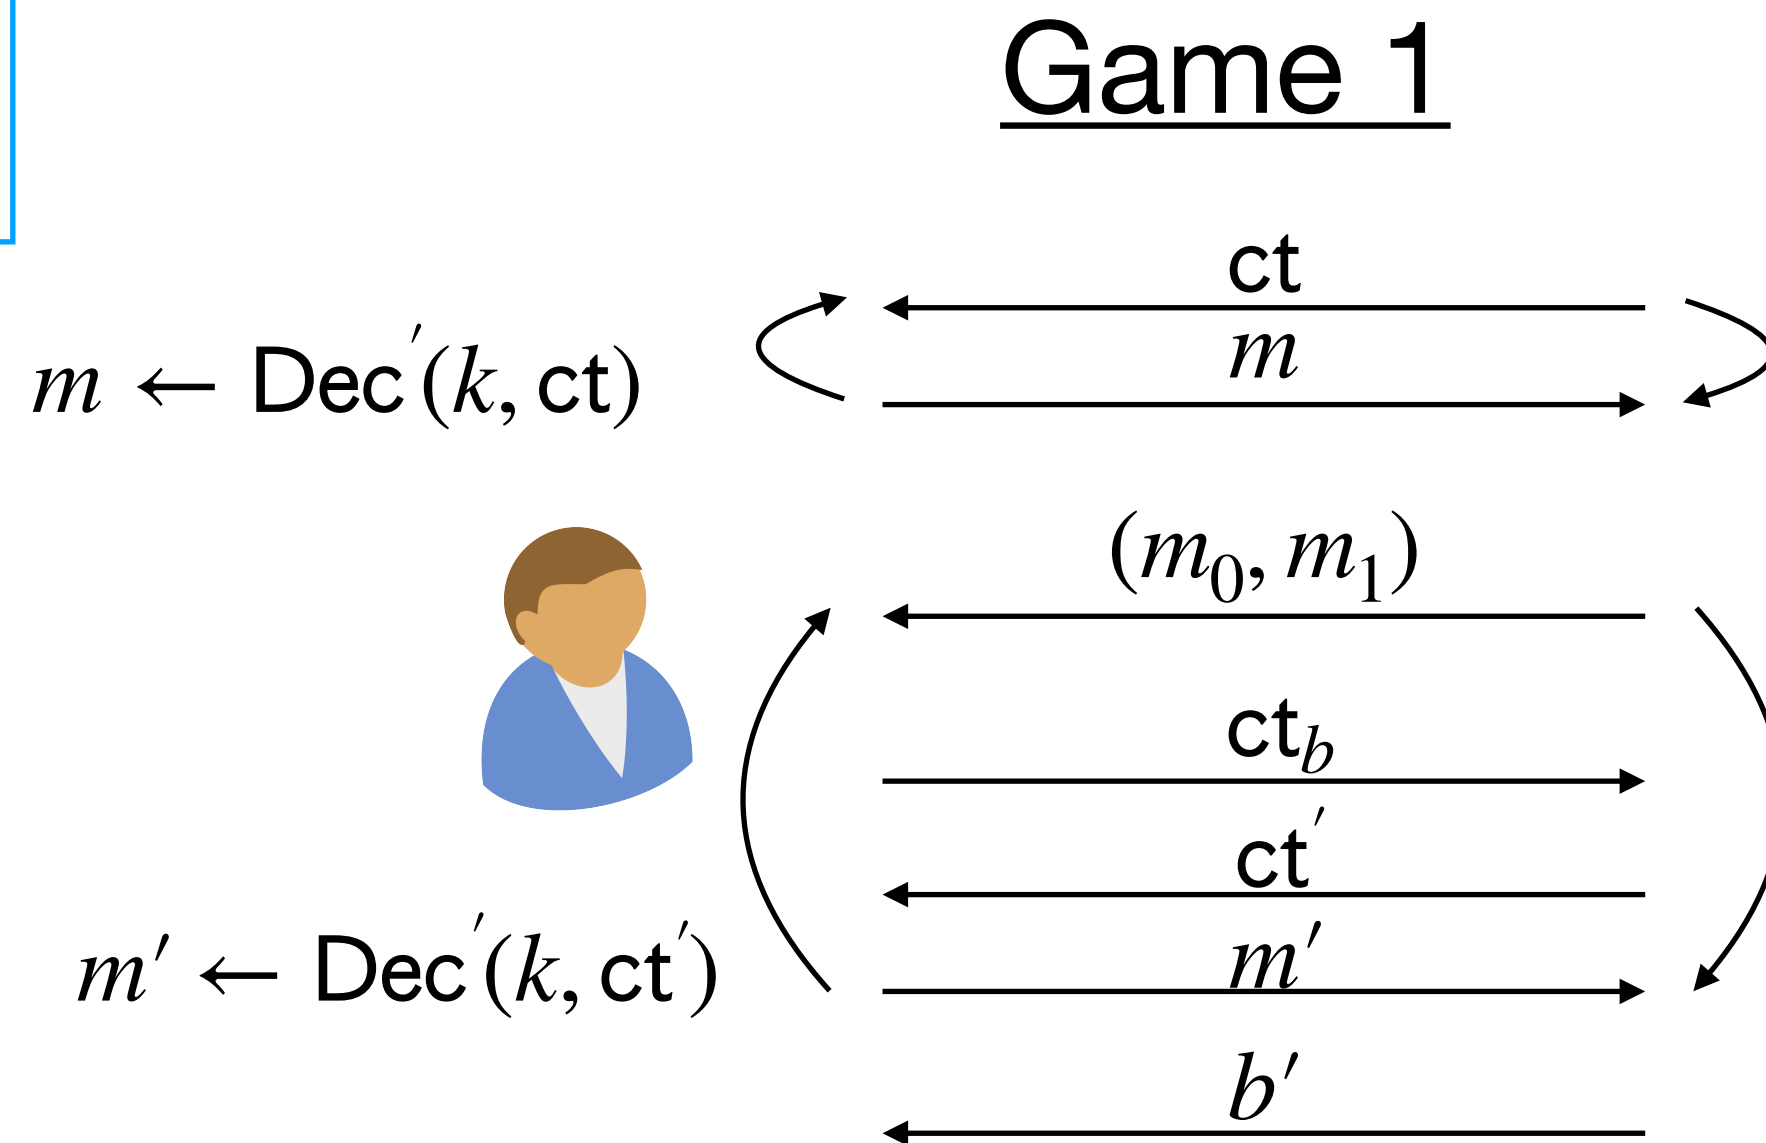 Game 1
ct
m
m ← Dec′(k, ct)
(m₀, m₁)
ct_b
ct′
m′
m′ ← Dec′(k, ct′)
b′